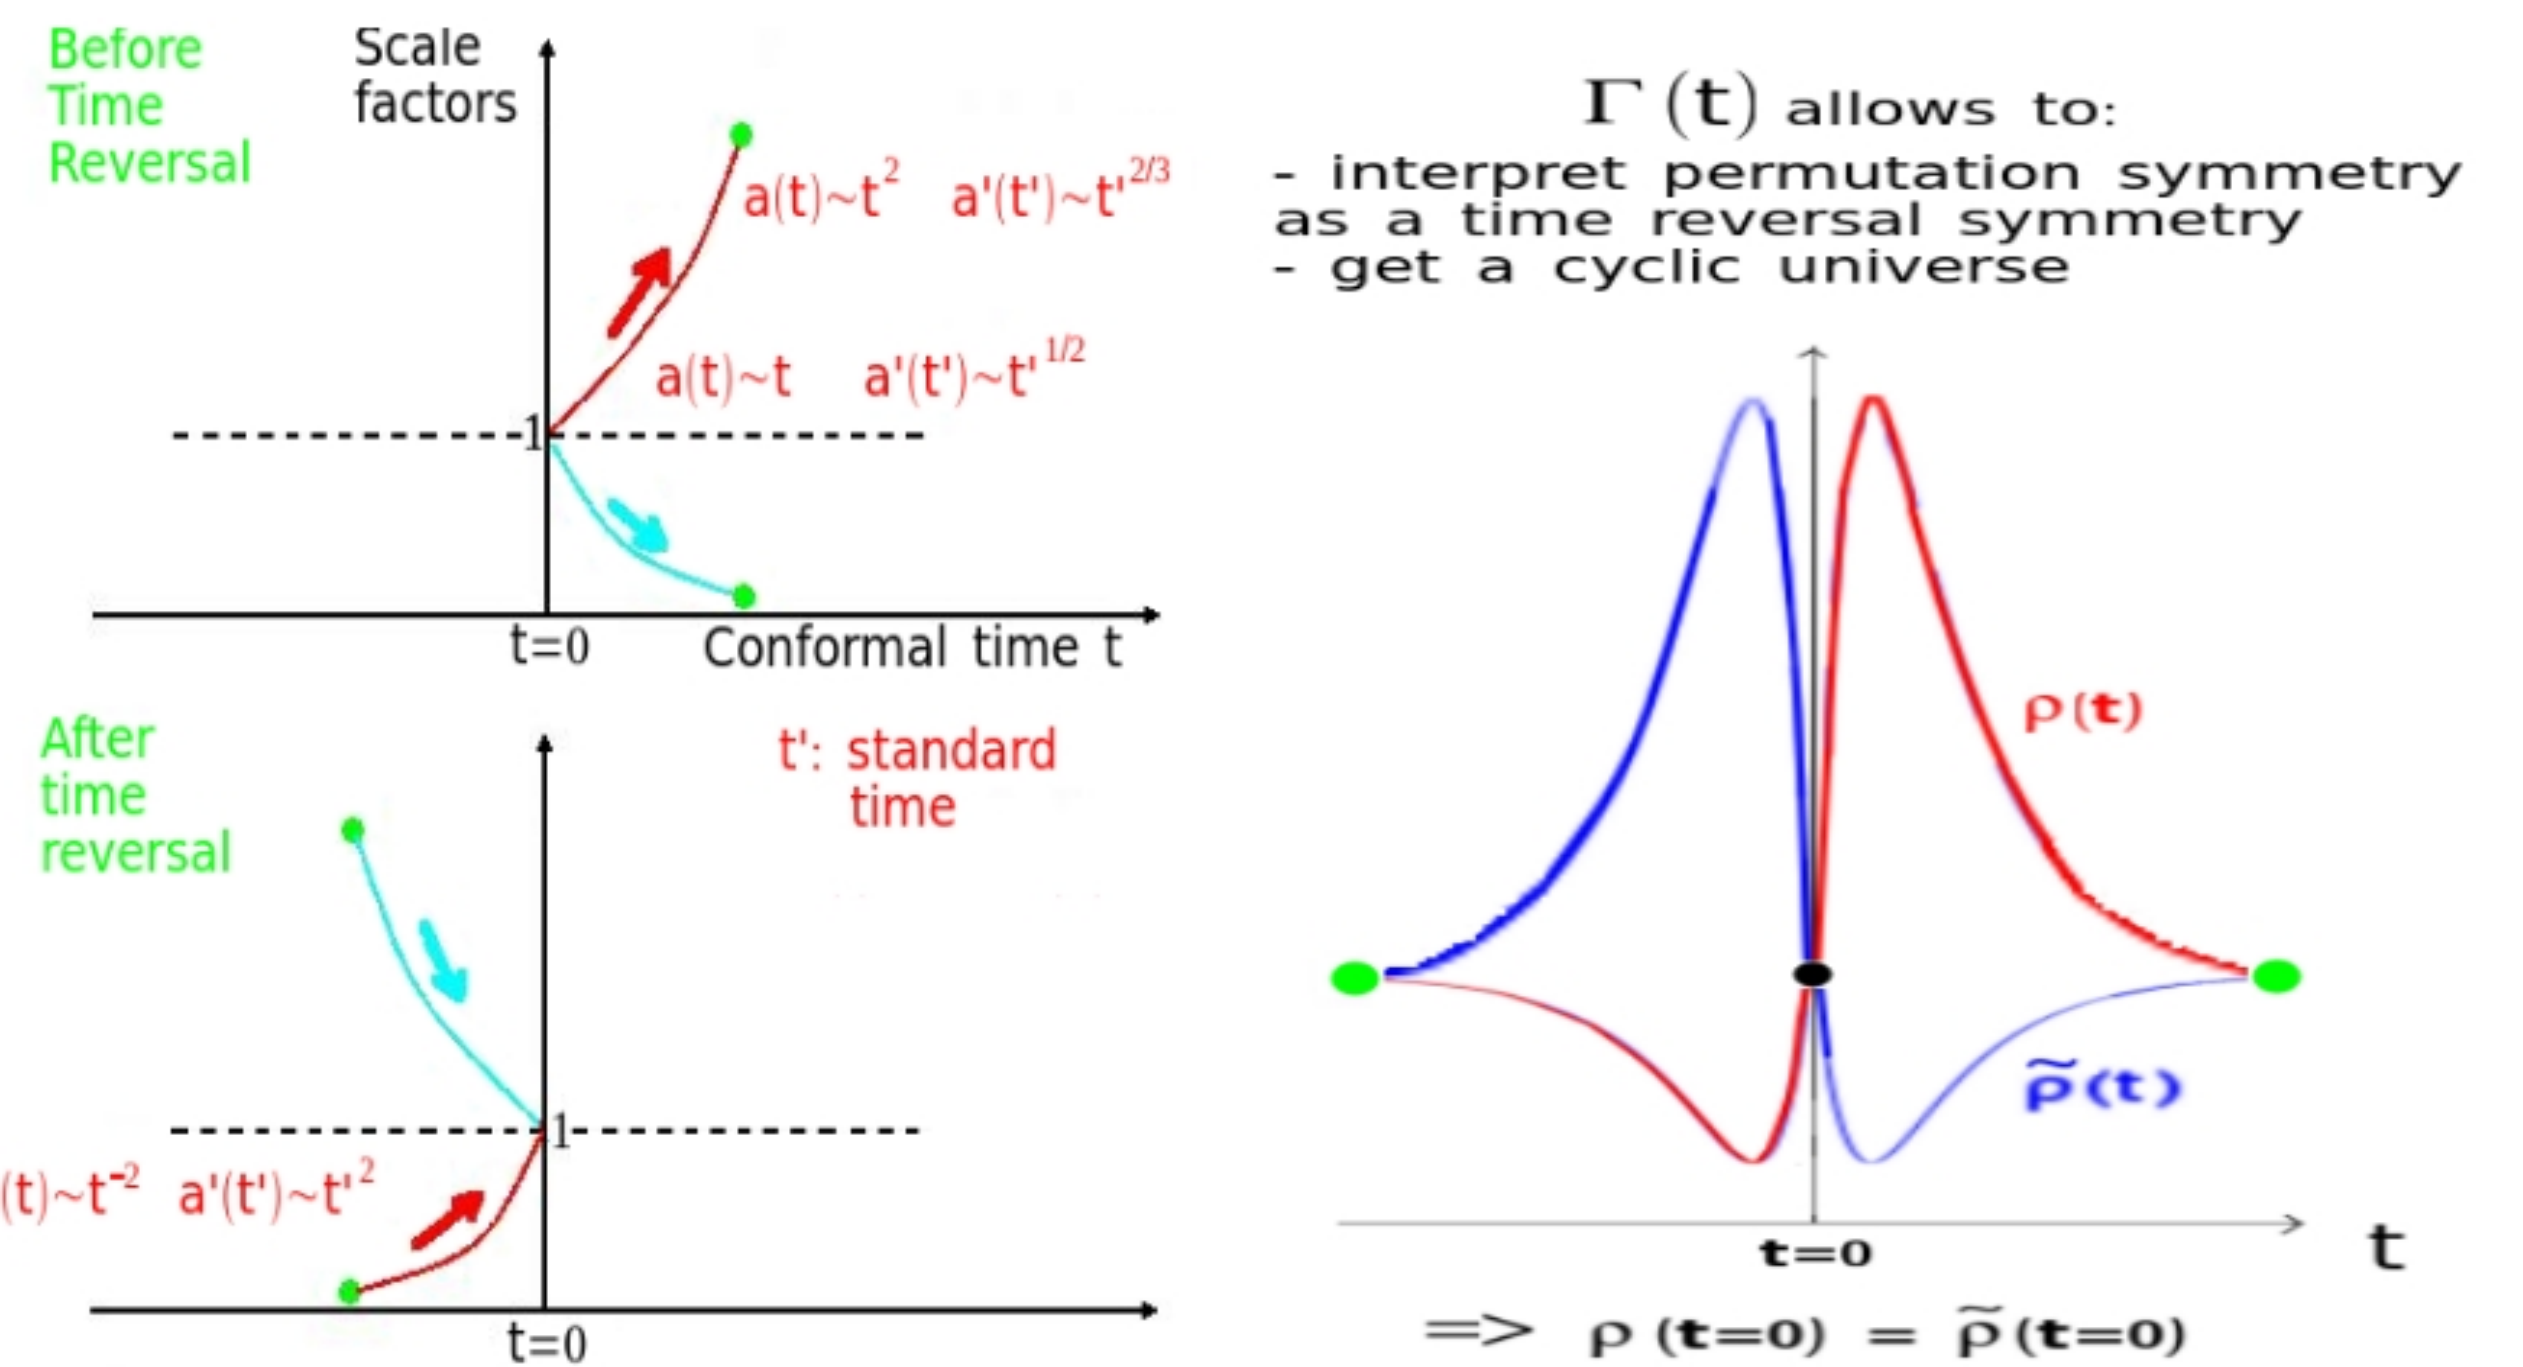 Before
Time
Reversal
Scale
factors
a(t)~t² a'(t')~t'^2/3
a(t)~t a'(t')~t'^1/2
1
t=0
Conformal time t
After
time
reversal
t': standard
time
1
(t)~t⁻² a'(t')~t'²
t=0
Γ(t) allows to:
- interpret permutation symmetry
as a time reversal symmetry
- get a cyclic universe
ρ(t)
ρ̃(t)
t=0
t
=> ρ(t=0) = ρ̃(t=0)